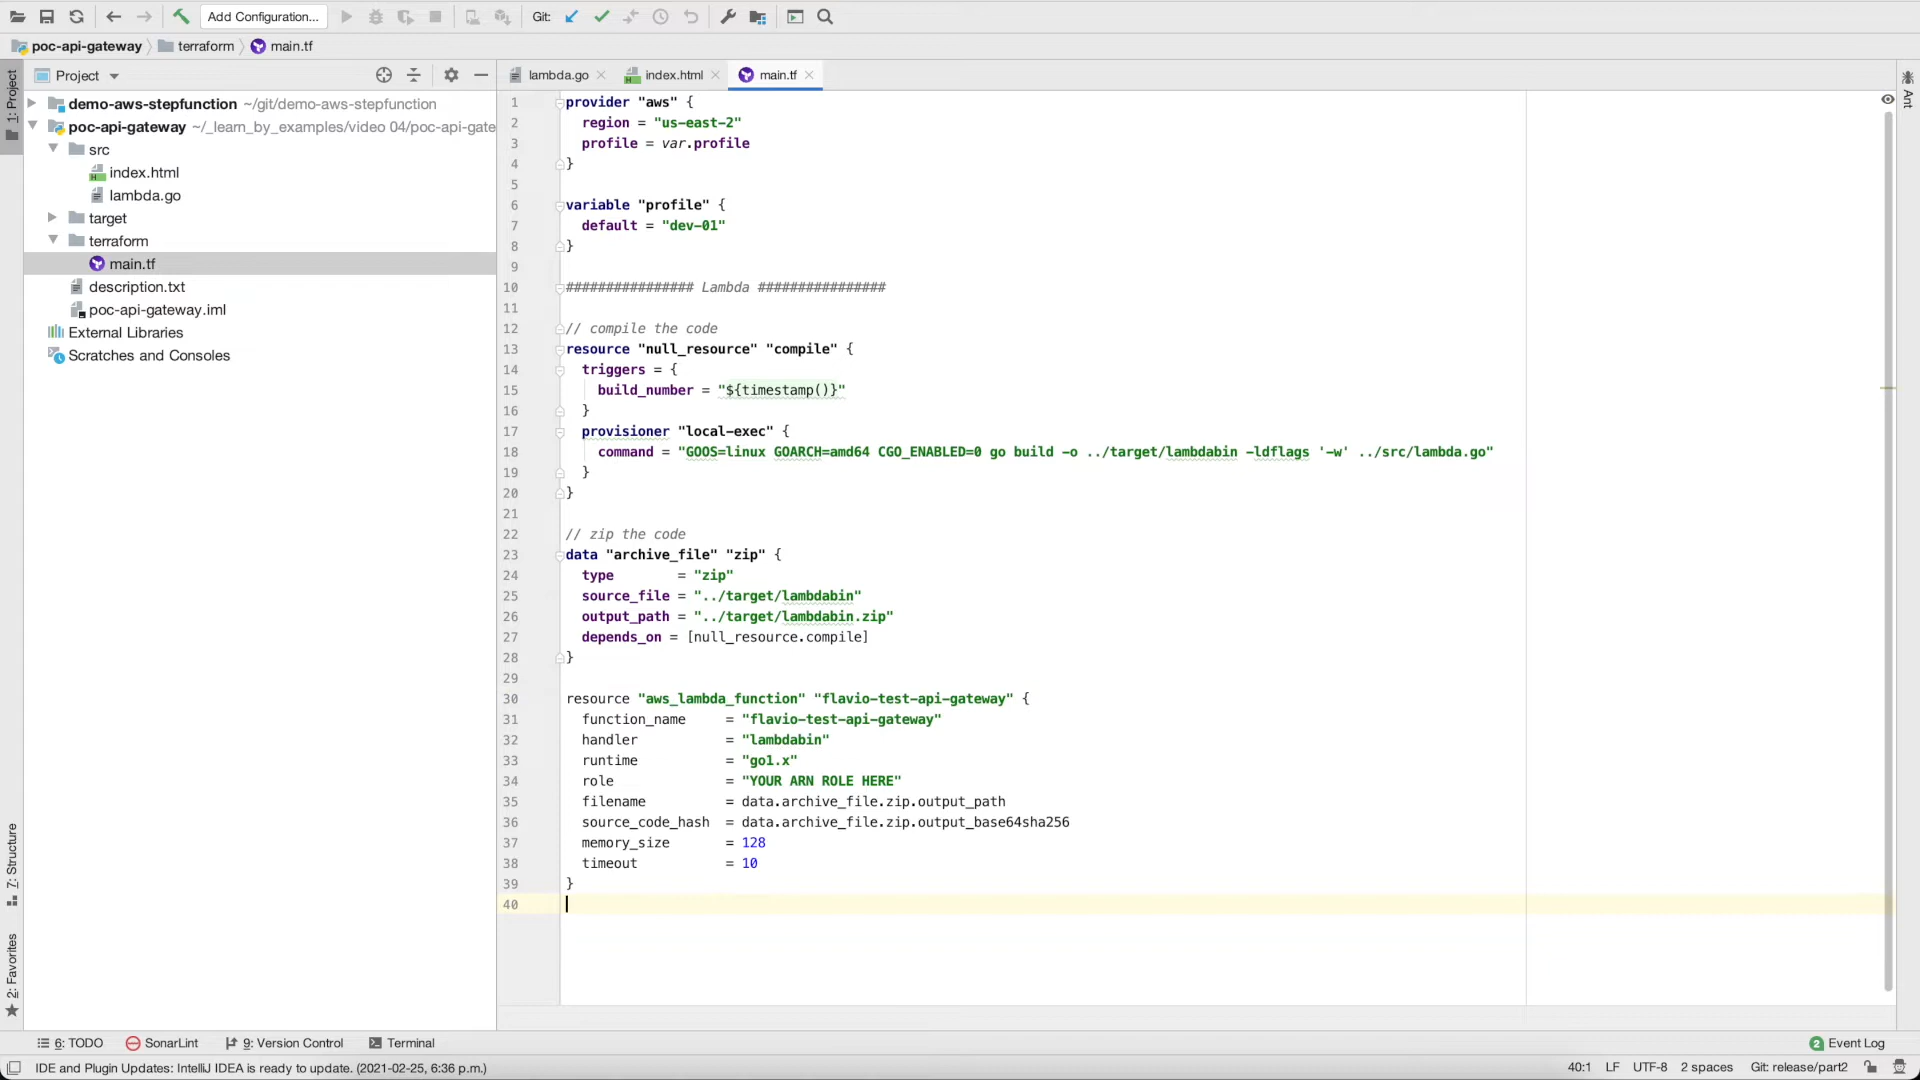 Add Configuration...
Git:
poc-api-gateway
terraform
main.tf
1: Project
Project
demo-aws-stepfunction ~/git/demo-aws-stepfunction
poc-api-gateway ~/_learn_by_examples/video 04/poc-api-gate
src
index.html
lambda.go
target
terraform
main.tf
description.txt
poc-api-gateway.iml
External Libraries
Scratches and Consoles
7: Structure
2: Favorites
lambda.go
index.html
main.tf
Ant
1 provider "aws" {
2 region = "us-east-2"
3 profile = var.profile
4 }
5
6 variable "profile" {
7 default = "dev-01"
8 }
9
10 ################ Lambda ################
11
12 // compile the code
13 resource "null_resource" "compile" {
14 triggers = {
15 build_number = "${timestamp()}"
16 }
17 provisioner "local-exec" {
18 command = "GOOS=linux GOARCH=amd64 CGO_ENABLED=0 go build -o ../target/lambdabin -ldflags '-w' ../src/lambda.go"
19 }
20 }
21
22 // zip the code
23 data "archive_file" "zip" {
24 type = "zip"
25 source_file = "../target/lambdabin"
26 output_path = "../target/lambdabin.zip"
27 depends_on = [null_resource.compile]
28 }
29
30 resource "aws_lambda_function" "flavio-test-api-gateway" {
31 function_name = "flavio-test-api-gateway"
32 handler = "lambdabin"
33 runtime = "go1.x"
34 role = "YOUR ARN ROLE HERE"
35 filename = data.archive_file.zip.output_path
36 source_code_hash = data.archive_file.zip.output_base64sha256
37 memory_size = 128
38 timeout = 10
39 }
40
6: TODO
SonarLint
9: Version Control
Terminal
2 Event Log
IDE and Plugin Updates: IntelliJ IDEA is ready to update. (2021-02-25, 6:36 p.m.)
40:1 LF UTF-8 2 spaces Git: release/part2